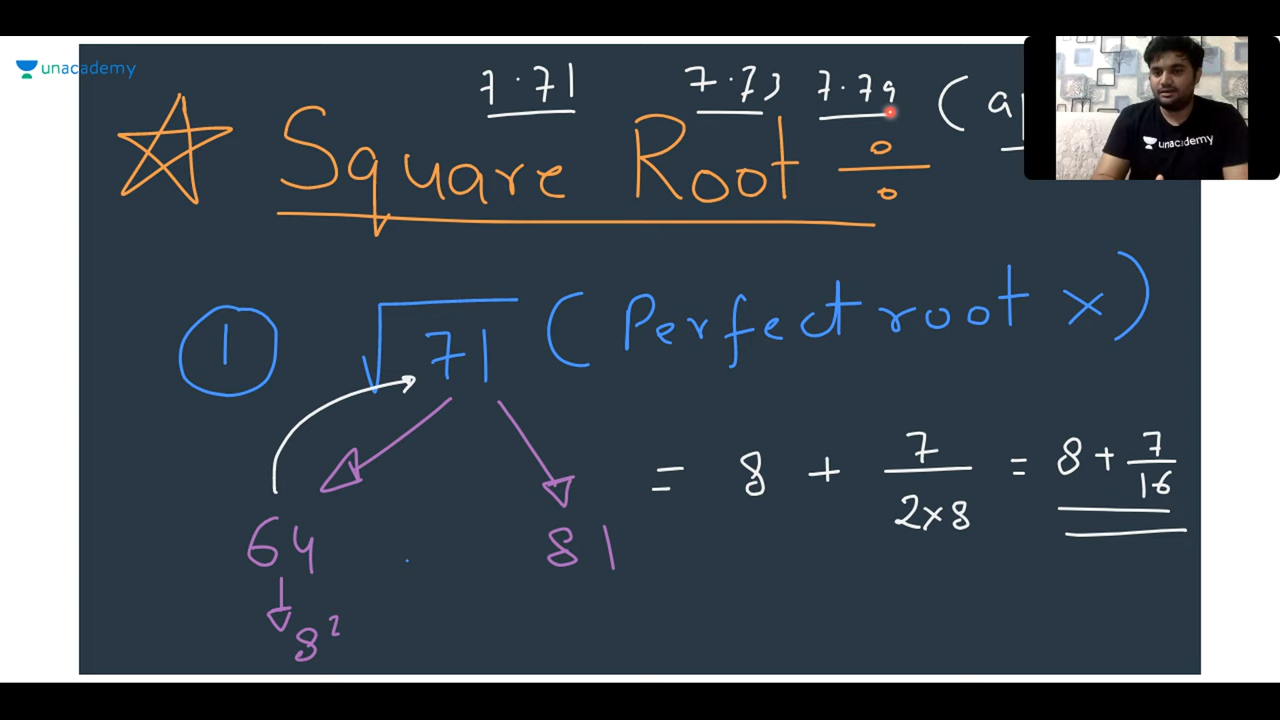 unacademy
7.71 7.73, 7.79 (a
Square Root ÷
unacademy
① √71 (Perfect root ×)
= 8 + 7/2×8 = 8 + 7/16
64 81
8²